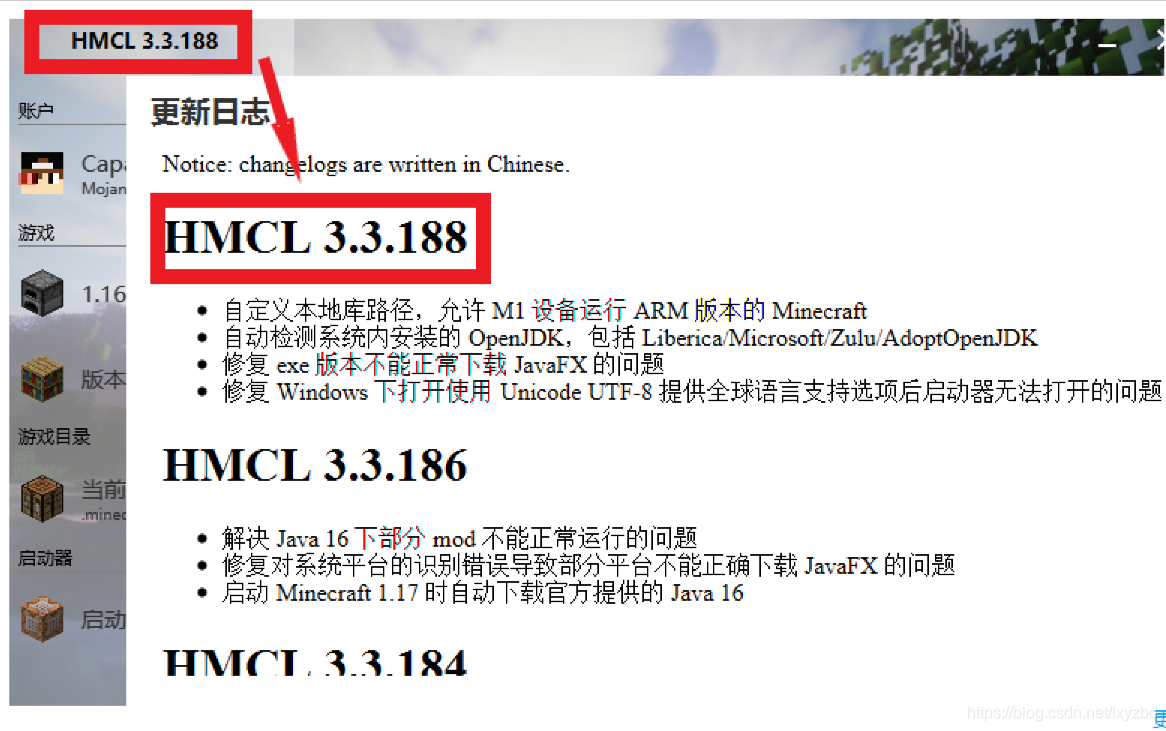 HMCL 3.3.188
账户
Capa
Mojan
游戏
1.16
版本
游戏目录
当前
.minec
启动器
启动
更新日志
Notice: changelogs are written in Chinese.
HMCL 3.3.188
自定义本地库路径，允许 M1 设备运行 ARM 版本的 Minecraft
自动检测系统内安装的 OpenJDK，包括 Liberica/Microsoft/Zulu/AdoptOpenJDK
修复 exe 版本不能正常下载 JavaFX 的问题
修复 Windows 下打开使用 Unicode UTF-8 提供全球语言支持选项后启动器无法打开的问题
HMCL 3.3.186
解决 Java 16 下部分 mod 不能正常运行的问题
修复对系统平台的识别错误导致部分平台不能正确下载 JavaFX 的问题
启动 Minecraft 1.17 时自动下载官方提供的 Java 16
HMCL 3.3.184